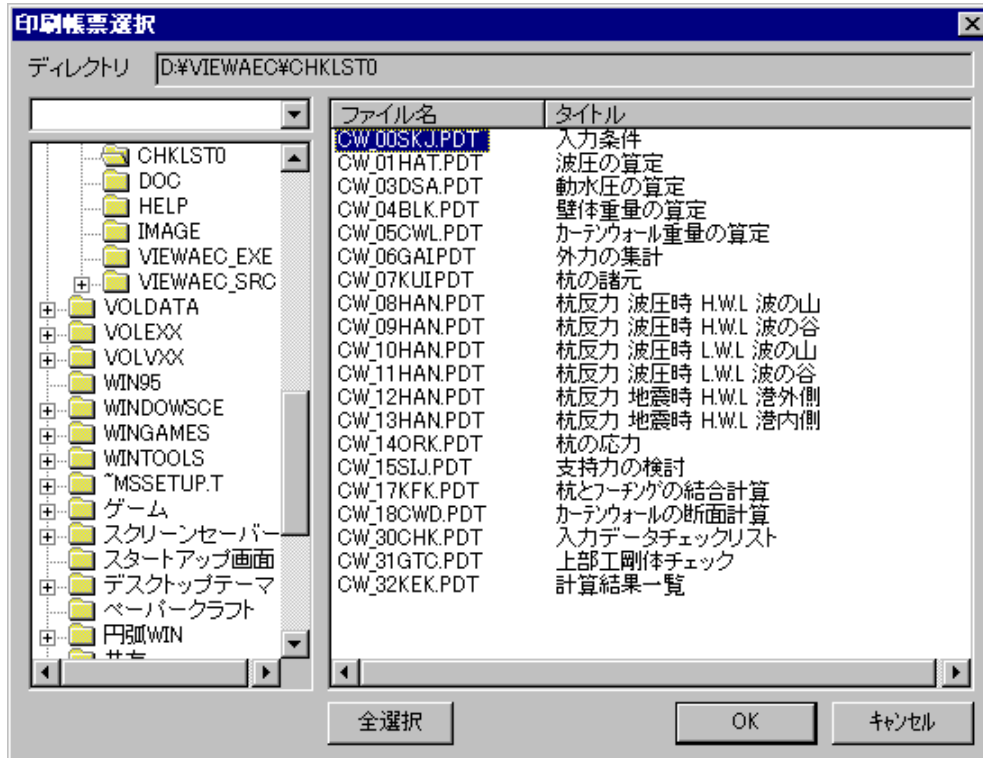 印刷帳票選択
ディレクトリ D:¥VIEWAEC¥CHKLST0
CHKLST0
DOC
HELP
IMAGE
VIEWAEC_EXE
VIEWAEC_SRC
VOLDATA
VOLEXX
VOLVXX
WIN95
WINDOWSCE
WINGAMES
WINTOOLS
~MSSETUP.T
ゲーム
スクリーンセーバー
スタートアップ画面
デスクトップテーマ
ペーパークラフト
円弧WIN
共有
ファイル名 タイトル
CW_00SKJ.PDT 入力条件
CW_01HAT.PDT 波圧の算定
CW_03DSA.PDT 動水圧の算定
CW_04BLK.PDT 壁体重量の算定
CW_05CWL.PDT ｶｰﾃﾝｳｫｰﾙ重量の算定
CW_06GAI.PDT 外力の集計
CW_07KUI.PDT 杭の諸元
CW_08HAN.PDT 杭反力 波圧時 H.W.L 波の山
CW_09HAN.PDT 杭反力 波圧時 H.W.L 波の谷
CW_10HAN.PDT 杭反力 波圧時 L.W.L 波の山
CW_11HAN.PDT 杭反力 波圧時 L.W.L 波の谷
CW_12HAN.PDT 杭反力 地震時 H.W.L 港外側
CW_13HAN.PDT 杭反力 地震時 H.W.L 港内側
CW_14ORK.PDT 杭の応力
CW_15SIJ.PDT 支持力の検討
CW_17KFK.PDT 杭とﾌｰﾁﾝｸﾞの結合計算
CW_18CWD.PDT ｶｰﾃﾝｳｫｰﾙの断面計算
CW_30CHK.PDT 入力データチェックリスト
CW_31GTC.PDT 上部工剛体チェック
CW_32KEK.PDT 計算結果一覧
全選択 OK ｷｬﾝｾﾙ